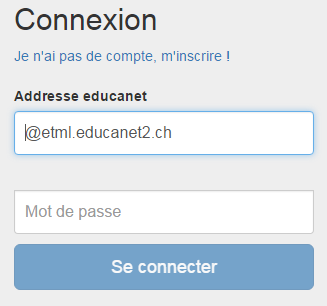 Connexion
Je n'ai pas de compte, m'inscrire !
Addresse educanet
@etml.educanet2.ch
Mot de passe
Se connecter